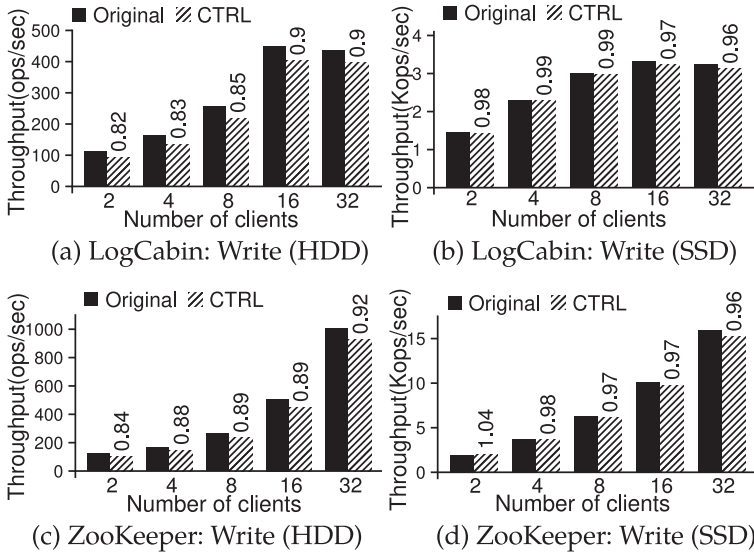 Original CTRL
Throughput(ops/sec)
500
400
300
200
100
0
0.82
0.83
0.85
0.9
0.9
2 4 8 16 32
Number of clients
(a) LogCabin: Write (HDD)
Original CTRL
Throughput(Kops/sec)
4
3
2
1
0
0.98
0.99
0.99
0.97
0.96
2 4 8 16 32
Number of clients
(b) LogCabin: Write (SSD)
Original CTRL
Throughput(ops/sec)
1000
800
600
400
200
0
0.84
0.88
0.89
0.89
0.92
2 4 8 16 32
Number of clients
(c) ZooKeeper: Write (HDD)
Original CTRL
Throughput(Kops/sec)
15
10
5
0
1.04
0.98
0.97
0.97
0.96
2 4 8 16 32
Number of clients
(d) ZooKeeper: Write (SSD)